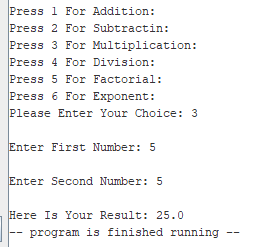 Press 1 For Addition:
Press 2 For Subtractin:
Press 3 For Multiplication:
Press 4 For Division:
Press 5 For Factorial:
Press 6 For Exponent:
Please Enter Your Choice: 3
Enter First Number: 5
Enter Second Number: 5
Here Is Your Result: 25.0
-- program is finished running --